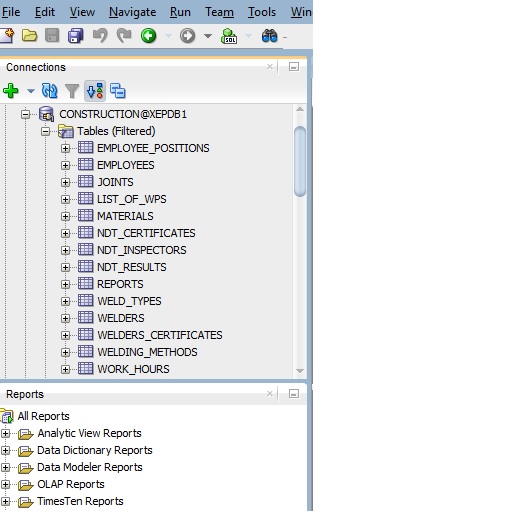 File Edit View Navigate Run Team Tools Win
SQL
Connections
CONSTRUCTION@XEPDB1
Tables (Filtered)
EMPLOYEE_POSITIONS
EMPLOYEES
JOINTS
LIST_OF_WPS
MATERIALS
NDT_CERTIFICATES
NDT_INSPECTORS
NDT_RESULTS
REPORTS
WELD_TYPES
WELDERS
WELDERS_CERTIFICATES
WELDING_METHODS
WORK_HOURS
Reports
All Reports
Analytic View Reports
Data Dictionary Reports
Data Modeler Reports
OLAP Reports
TimesTen Reports